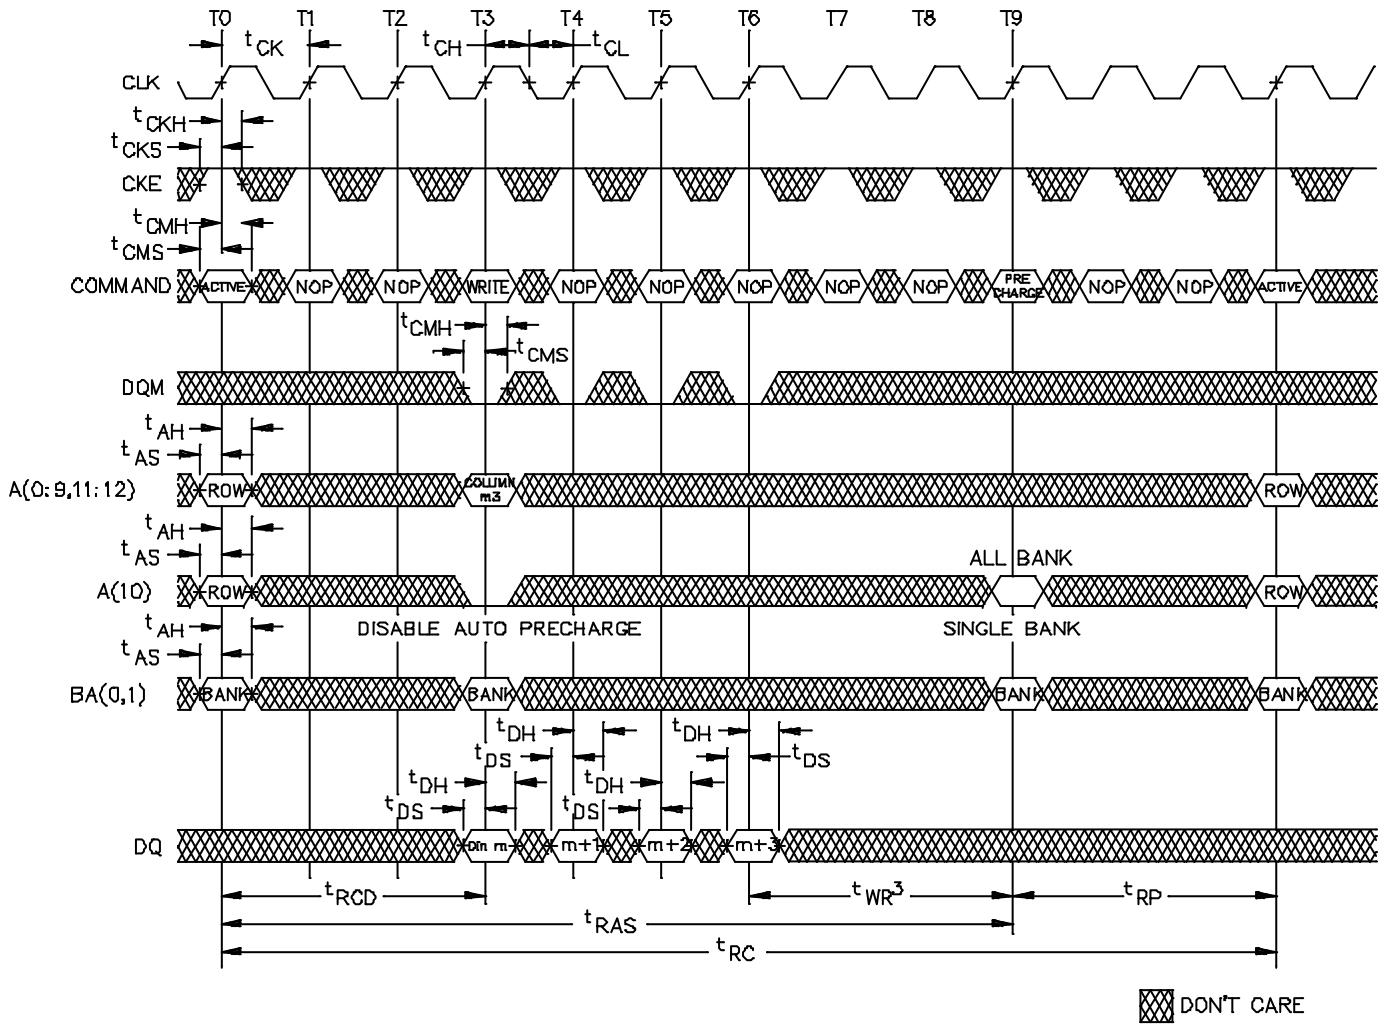 T0 T1 T2 T3 T4 T5 T6 T7 T8 T9
tCK tCH tCL
CLK
tCKH
tCKS
CKE
tCMH
tCMS
COMMAND ACTIVE NOP NOP WRITE NOP NOP NOP NOP NOP PRE CHARGE NOP NOP ACTIVE
tCMH
tCMS
DQM
tAH
tAS
A(0:9,11:12) ROW COLUMN m3 ROW
tAH
tAS
ALL BANK
A(10) ROW ROW
tAH
DISABLE AUTO PRECHARGE SINGLE BANK
tAS
BA(0,1) BANK BANK BANK BANK
tDH tDH
tDS tDS
tDH tDH
tDS tDS
DQ Din m m+1 m+2 m+3
tRCD tWR3 tRP
tRAS
tRC
DON'T CARE